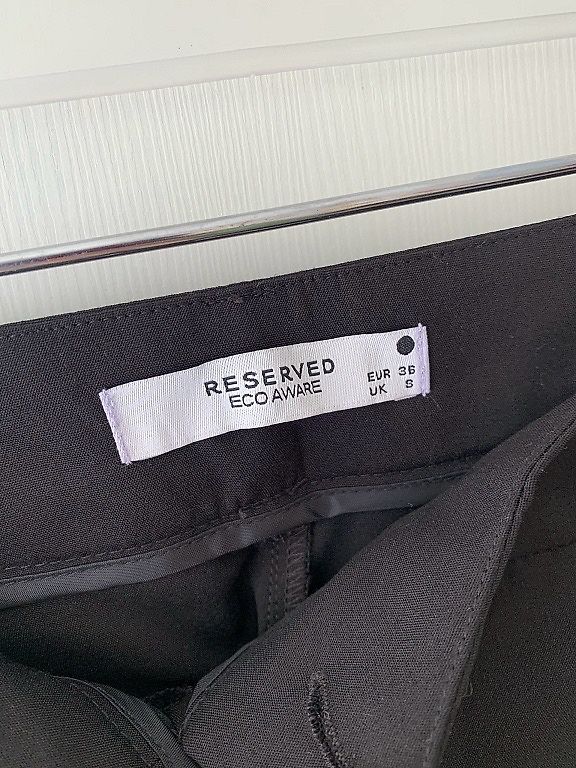 RESERVED
ECO AWARE
EUR 36
UK 8